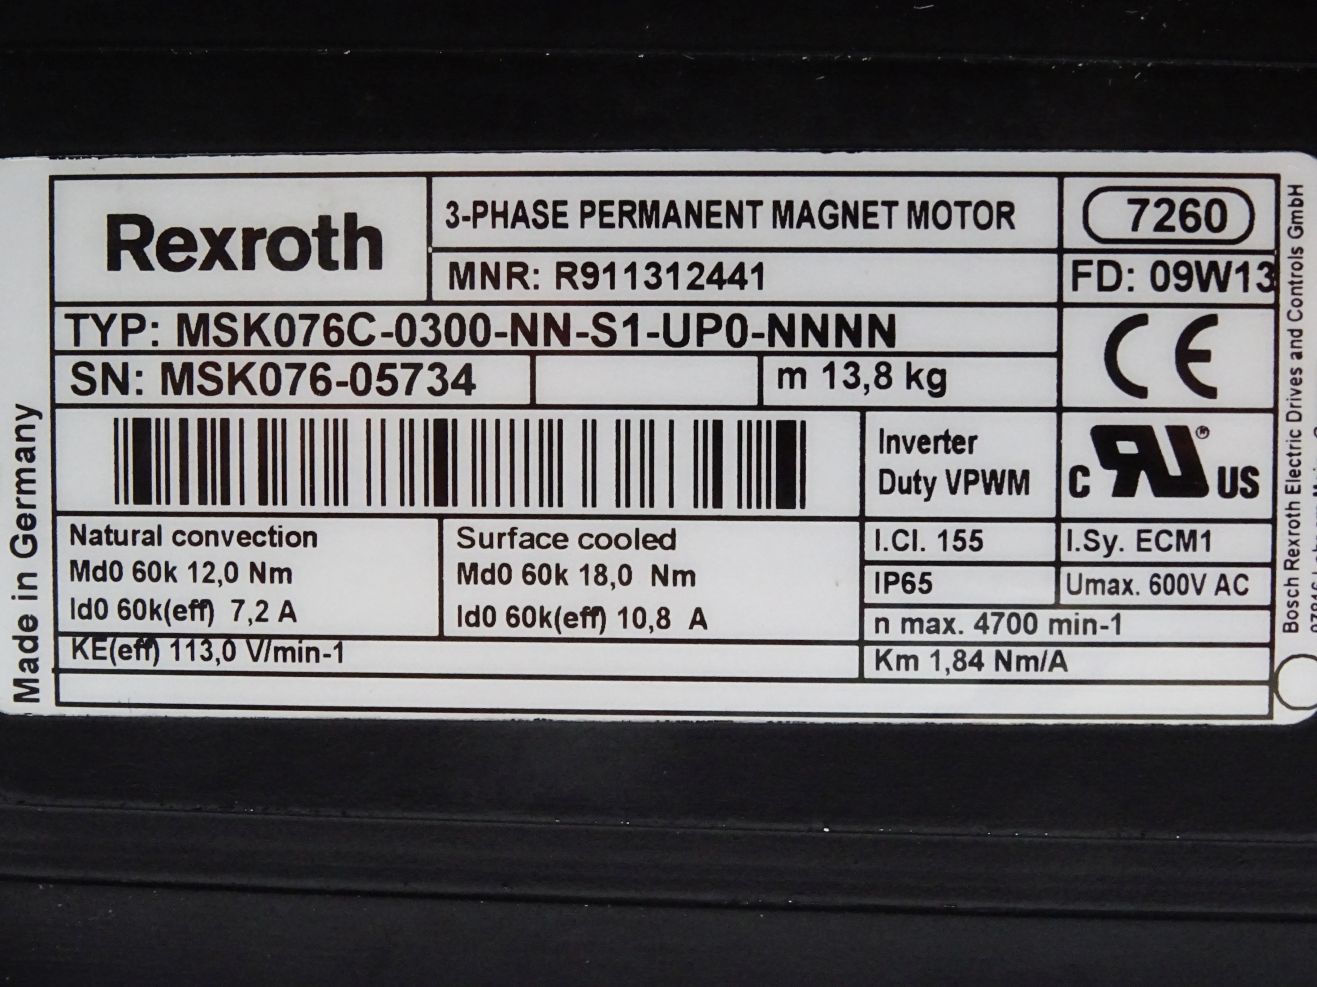 Rexroth
3-PHASE PERMANENT MAGNET MOTOR
7260
MNR: R911312441
FD: 09W13
TYP: MSK076C-0300-NN-S1-UP0-NNNN
CE
SN: MSK076-05734
m 13,8 kg
Inverter
Duty VPWM
c RU ® US
Natural convection
Md0 60k 12,0 Nm
Id0 60k(eff) 7,2 A
Surface cooled
Md0 60k 18,0 Nm
Id0 60k(eff) 10,8 A
I.Cl. 155
I.Sy. ECM1
IP65
Umax. 600V AC
n max. 4700 min-1
KE(eff) 113,0 V/min-1
Km 1,84 Nm/A
Made in Germany
Bosch Rexroth Electric Drives and Controls GmbH